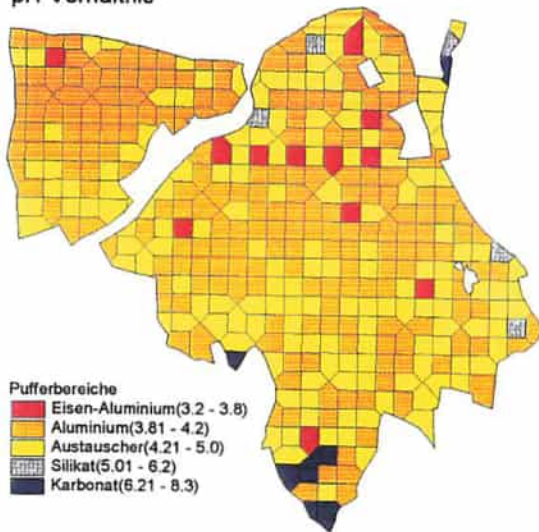 Pufferbereiche
Eisen-Aluminium(3.2 - 3.8)
Aluminium(3.81 - 4.2)
Austauscher(4.21 - 5.0)
Silikat(5.01 - 6.2)
Karbonat(6.21 - 8.3)